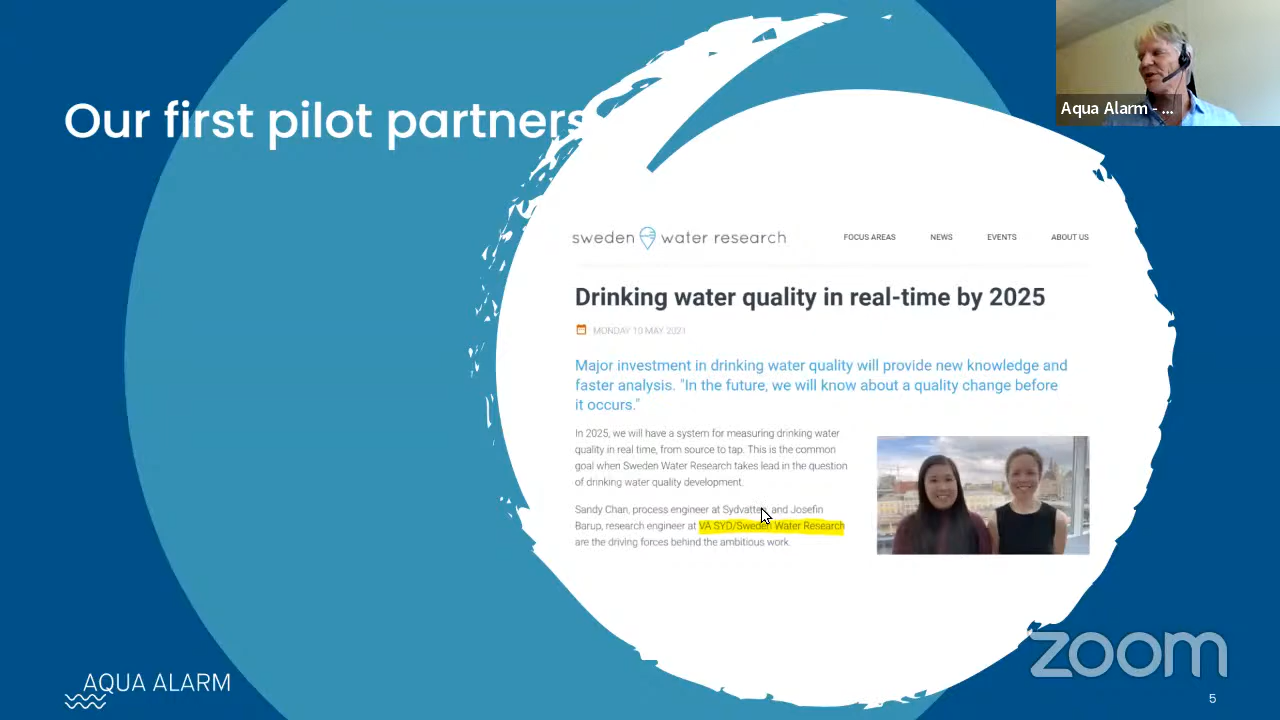 Our first pilot partners
Aqua Alarm - ...
sweden water research
FOCUS AREAS NEWS EVENTS ABOUT US
Drinking water quality in real-time by 2025
MONDAY 10 MAY 2021
Major investment in drinking water quality will provide new knowledge and
faster analysis. "In the future, we will know about a quality change before
it occurs."
In 2025, we will have a system for measuring drinking water
quality in real time, from source to tap. This is the common
goal when Sweden Water Research takes lead in the question
of drinking water quality development.
Sandy Chan, process engineer at Sydvatten and Josefin
Barup, research engineer at VA SYD/Sweden Water Research
are the driving forces behind the ambitious work.
AQUA ALARM
zoom
5